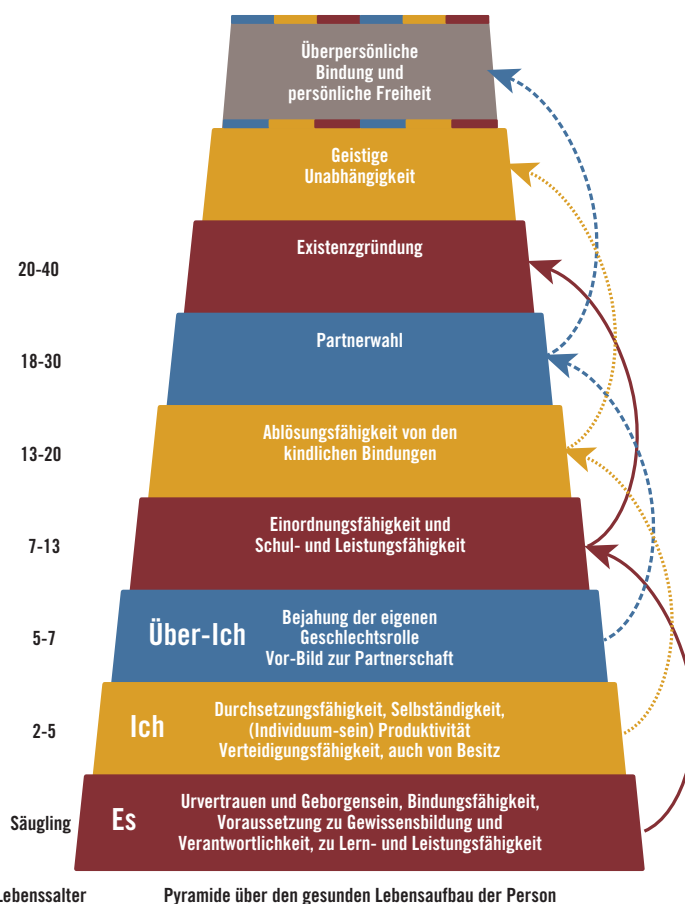 Überpersönliche
Bindung und
persönliche Freiheit
Geistige
Unabhängigkeit
20-40
Existenzgründung
18-30
Partnerwahl
13-20
Ablösungsfähigkeit von den
kindlichen Bindungen
7-13
Einordnungsfähigkeit und
Schul- und Leistungsfähigkeit
5-7
Über-Ich
Bejahung der eigenen
Geschlechtsrolle
Vor-Bild zur Partnerschaft
2-5
Ich
Durchsetzungsfähigkeit, Selbständigkeit,
(Individuum-sein) Produktivität
Verteidigungsfähigkeit, auch von Besitz
Säugling
Es
Urvertrauen und Geborgensein, Bindungsfähigkeit,
Voraussetzung zu Gewissensbildung und
Verantwortlichkeit, zu Lern- und Leistungsfähigkeit
Lebenssalter
Pyramide über den gesunden Lebensaufbau der Person